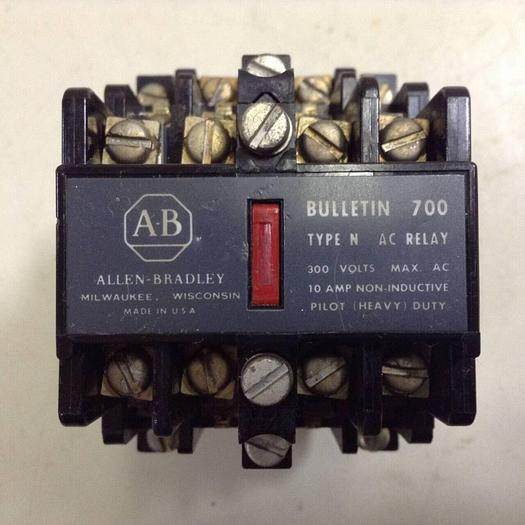 A-B
ALLEN-BRADLEY
MILWAUKEE, WISCONSIN
MADE IN U S A
BULLETIN 700
TYPE N AC RELAY
300 VOLTS MAX. AC
10 AMP NON-INDUCTIVE
PILOT (HEAVY) DUTY